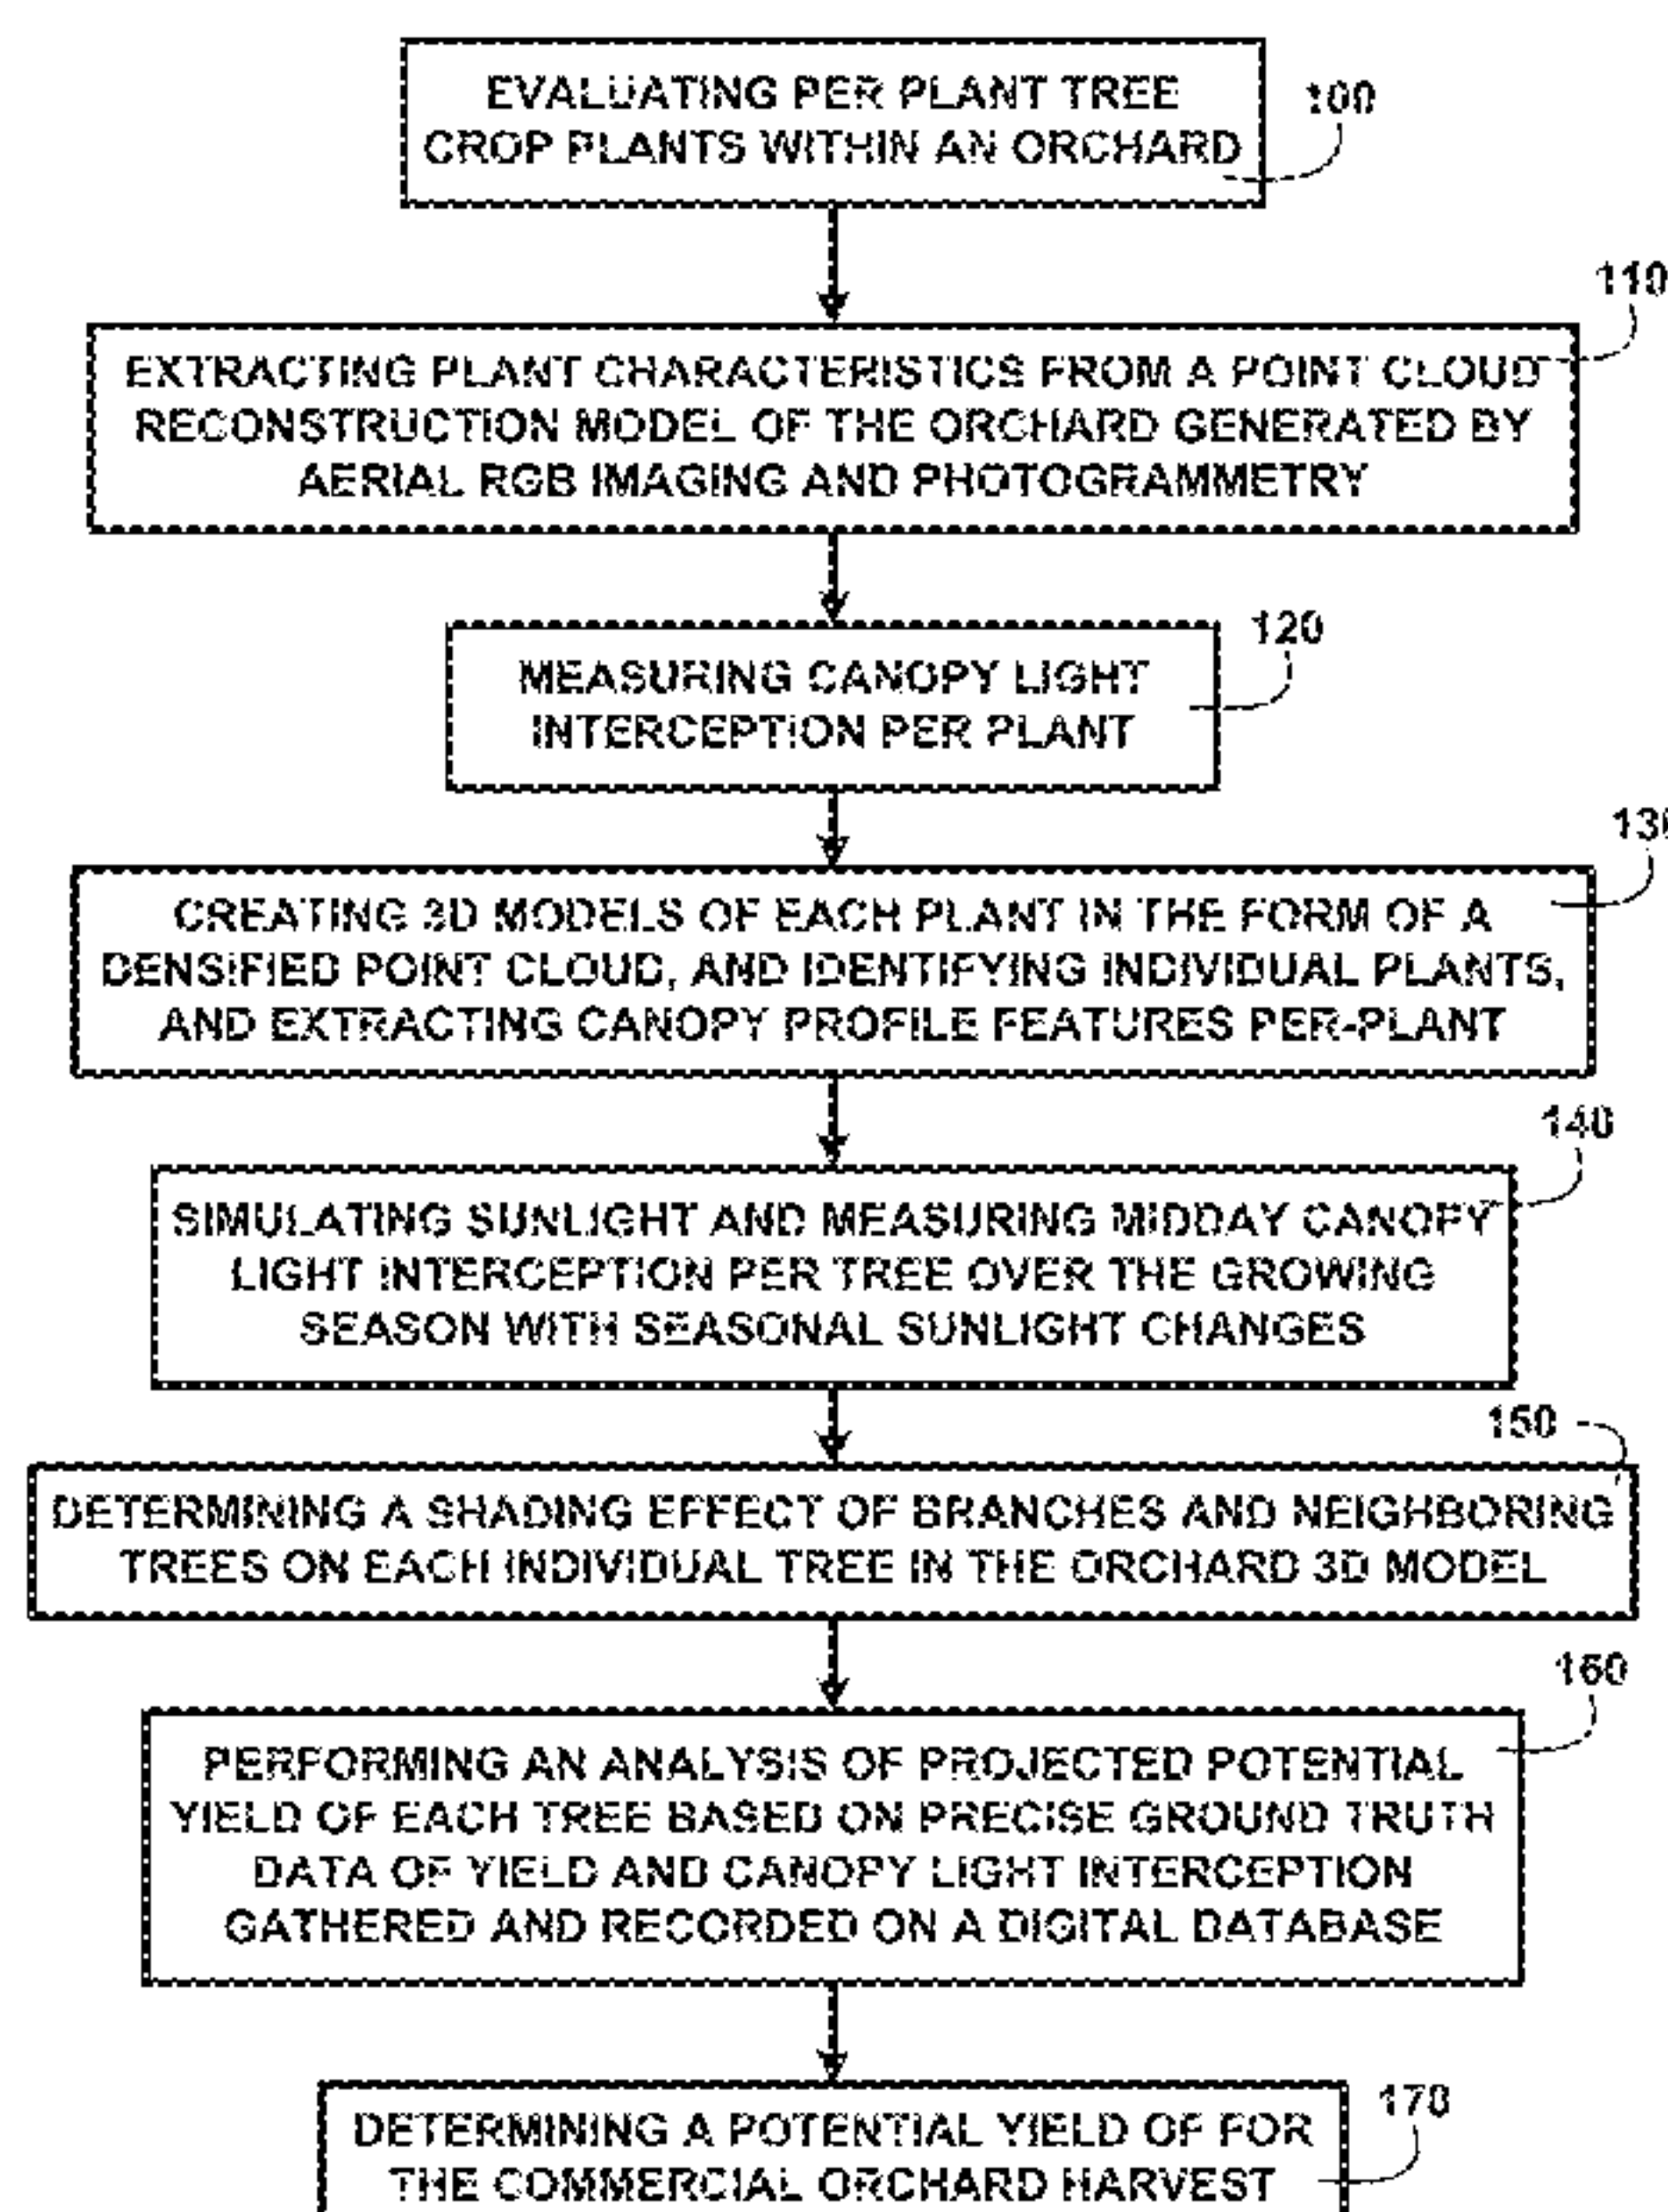 EVALUATING PER PLANT TREE
CROP PLANTS WITHIN AN ORCHARD
100
110
EXTRACTING PLANT CHARACTERISTICS FROM A POINT CLOUD
RECONSTRUCTION MODEL OF THE ORCHARD GENERATED BY
AERIAL RGB IMAGING AND PHOTOGRAMMETRY
120
MEASURING CANOPY LIGHT
INTERCEPTION PER PLANT
130
CREATING 3D MODELS OF EACH PLANT IN THE FORM OF A
DENSIFIED POINT CLOUD, AND IDENTIFYING INDIVIDUAL PLANTS,
AND EXTRACTING CANOPY PROFILE FEATURES PER-PLANT
140
SIMULATING SUNLIGHT AND MEASURING MIDDAY CANOPY
LIGHT INTERCEPTION PER TREE OVER THE GROWING
SEASON WITH SEASONAL SUNLIGHT CHANGES
150
DETERMINING A SHADING EFFECT OF BRANCHES AND NEIGHBORING
TREES ON EACH INDIVIDUAL TREE IN THE ORCHARD 3D MODEL
160
PERFORMING AN ANALYSIS OF PROJECTED POTENTIAL
YIELD OF EACH TREE BASED ON PRECISE GROUND TRUTH
DATA OF YIELD AND CANOPY LIGHT INTERCEPTION
GATHERED AND RECORDED ON A DIGITAL DATABASE
170
DETERMINING A POTENTIAL YIELD OF FOR
THE COMMERCIAL ORCHARD HARVEST